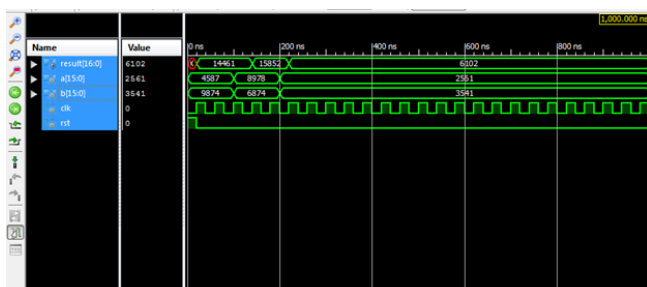 1,000.000 ns
Name Value 0 ns 200 ns 400 ns 600 ns 800 ns
result[16:0] 6102 X 14461 15852 6102
a[15:0] 2561 4587 8978 2561
b[15:0] 3541 9874 6874 3541
clk 0
rst 0